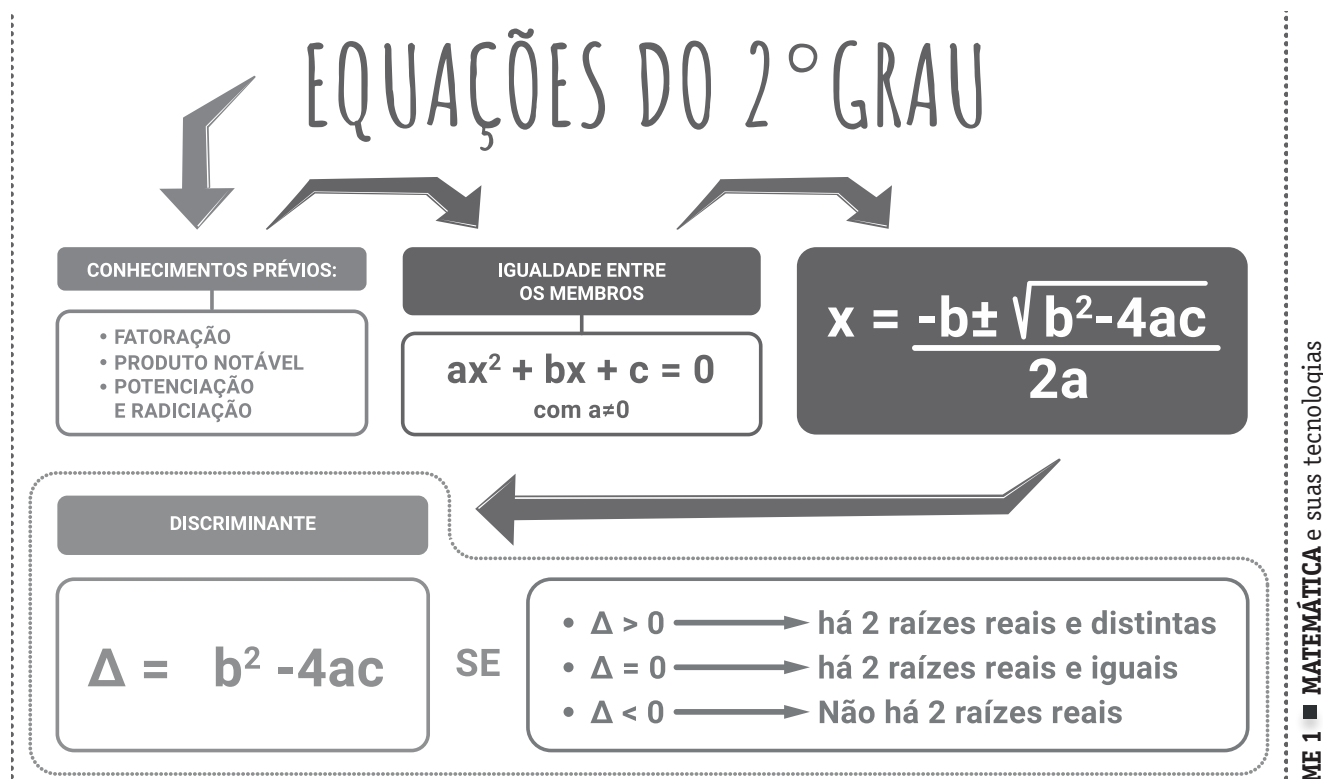 EQUAÇÕES DO 2°GRAU
CONHECIMENTOS PRÉVIOS:
• FATORAÇÃO
• PRODUTO NOTÁVEL
• POTENCIAÇÃO
E RADICIAÇÃO
IGUALDADE ENTRE
OS MEMBROS
ax² + bx + c = 0
com a≠0
x = -b± √b²-4ac
2a
DISCRIMINANTE
Δ = b² -4ac
SE
• Δ > 0 → há 2 raízes reais e distintas
• Δ = 0 → há 2 raízes reais e iguais
• Δ < 0 → Não há 2 raízes reais
ME 1 ■ MATEMÁTICA e suas tecnologias